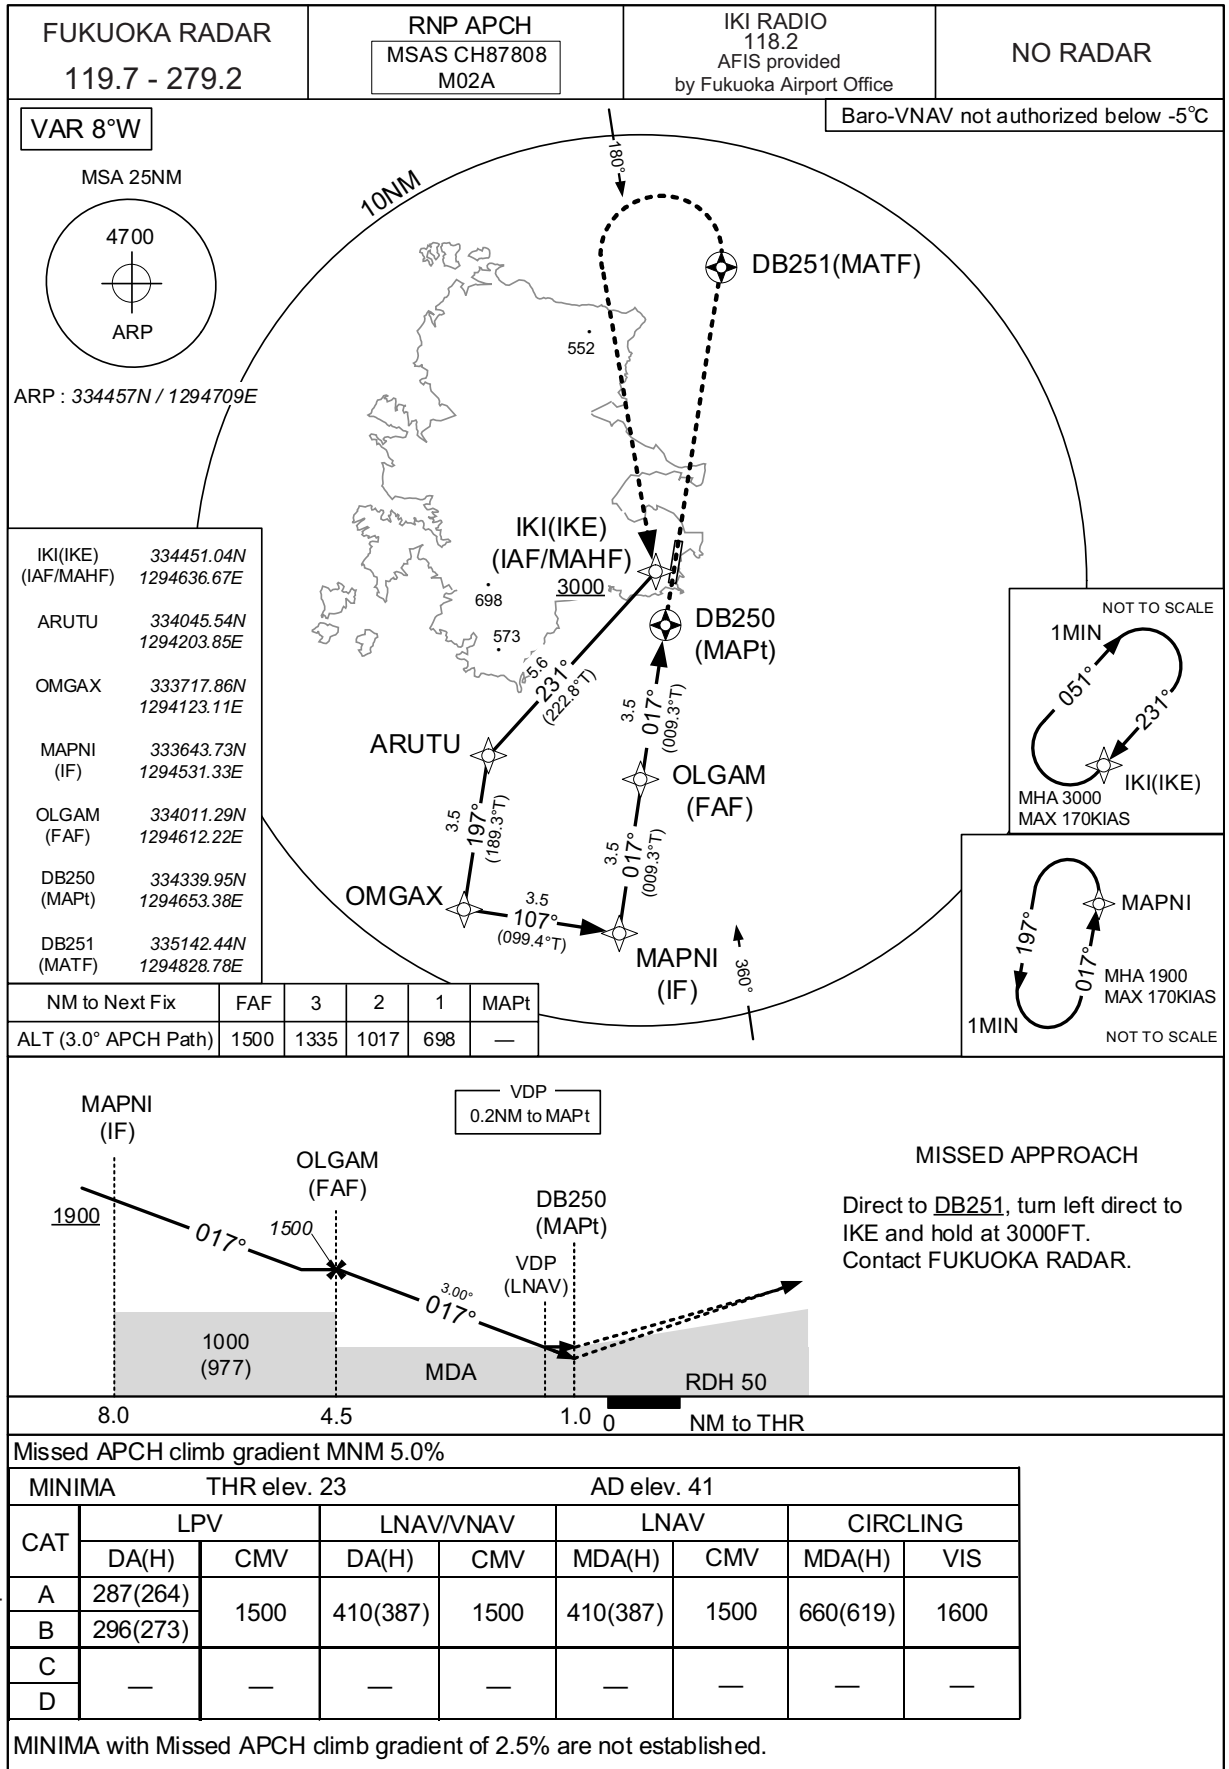 FUKUOKA RADAR
119.7 - 279.2
RNP APCH
MSAS CH87808
M02A
IKI RADIO
118.2
AFIS provided
by Fukuoka Airport Office
NO RADAR
VAR 8°W
Baro-VNAV not authorized below -5°C
MSA 25NM
4700
ARP
ARP : 334457N / 1294709E
10NM
180°
DB251(MATF)
552
IKI(IKE)
(IAF/MAHF)
3000
698
573
DB250
(MAPt)
5.6
231°
(222.8°T)
3.5
017°
(009.3°T)
ARUTU
OLGAM
(FAF)
3.5
197°
(189.3°T)
3.5
017°
(009.3°T)
OMGAX
3.5
107°
(099.4°T)
MAPNI
(IF)
360°
IKI(IKE) 334451.04N
(IAF/MAHF) 1294636.67E
ARUTU 334045.54N
1294203.85E
OMGAX 333717.86N
1294123.11E
MAPNI 333643.73N
(IF) 1294531.33E
OLGAM 334011.29N
(FAF) 1294612.22E
DB250 334339.95N
(MAPt) 1294653.38E
DB251 335142.44N
(MATF) 1294828.78E
NOT TO SCALE
1MIN
051°
231°
IKI(IKE)
MHA 3000
MAX 170KIAS
MAPNI
197°
017°
MHA 1900
MAX 170KIAS
1MIN
NOT TO SCALE
NM to Next Fix FAF 3 2 1 MAPt
ALT (3.0° APCH Path) 1500 1335 1017 698 —
MAPNI
(IF)
VDP
0.2NM to MAPt
OLGAM
(FAF)
DB250
(MAPt)
1900
017°
1500
VDP
(LNAV)
3.00°
017°
1000
(977)
MDA
RDH 50
8.0 4.5 1.0 0 NM to THR
MISSED APPROACH
Direct to DB251, turn left direct to
IKE and hold at 3000FT.
Contact FUKUOKA RADAR.
Missed APCH climb gradient MNM 5.0%
MINIMA THR elev. 23 AD elev. 41
CAT LPV LNAV/VNAV LNAV CIRCLING
DA(H) CMV DA(H) CMV MDA(H) CMV MDA(H) VIS
A 287(264) 1500 410(387) 1500 410(387) 1500 660(619) 1600
B 296(273)
C — — — — — — — —
D
MINIMA with Missed APCH climb gradient of 2.5% are not established.